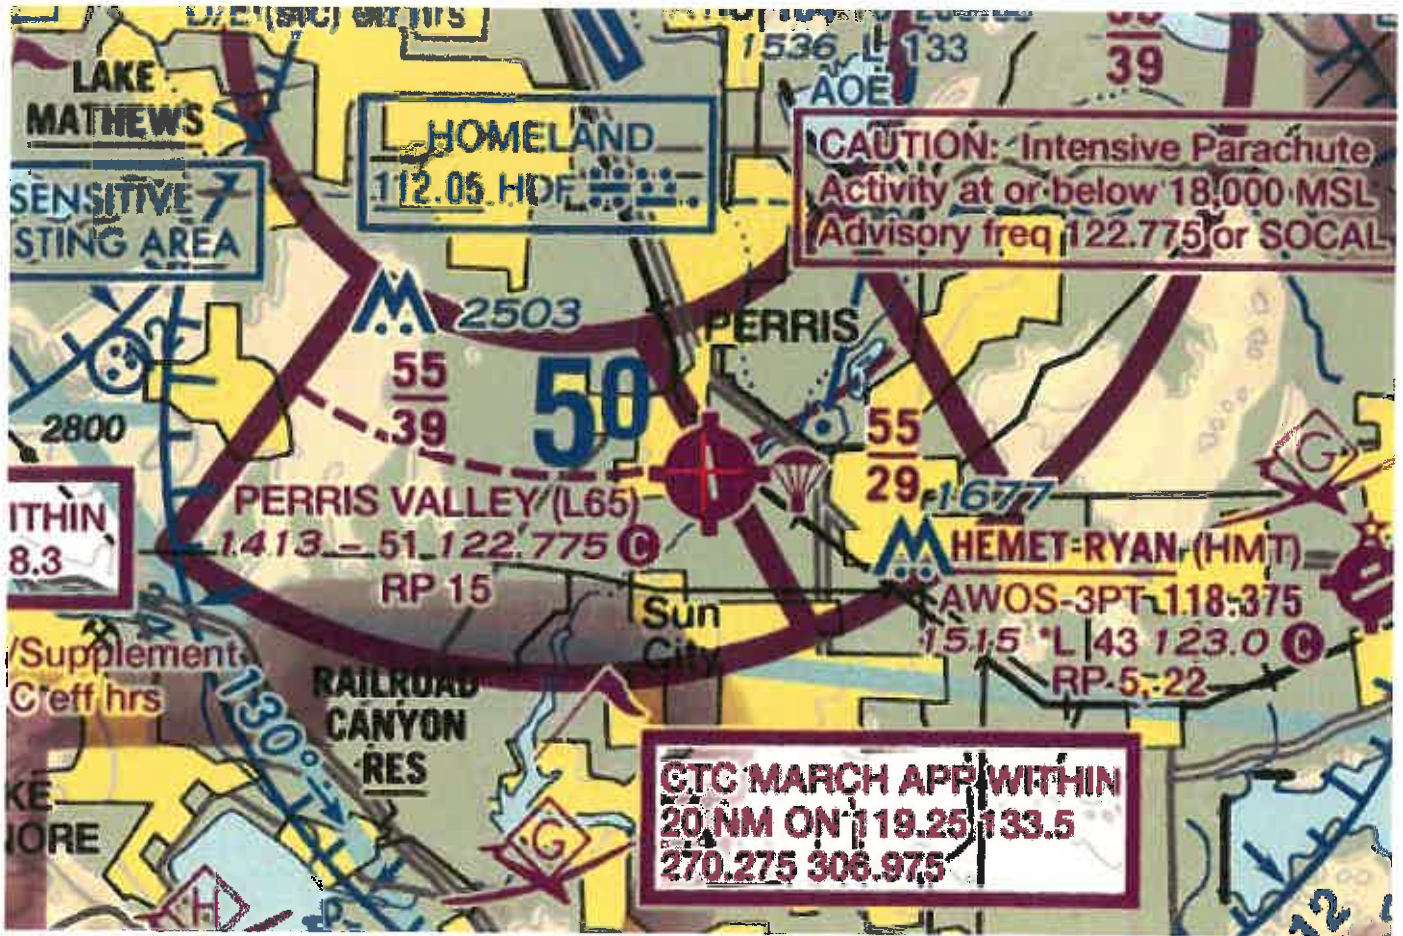 LAKE
MATHEWS
SENSITIVE
STING AREA
HOMELAND
112.05 HDF
1536 L 133
AOE
39
CAUTION: Intensive Parachute
Activity at or below 18,000 MSL
Advisory freq 122.775 or SOCAL
2503
PERRIS
55
39
50
2800
55
29
1677
G
ITHIN
8.3
PERRIS VALLEY (L65)
1413 – 51 122.775 C
RP 15
HEMET-RYAN (HMT)
AWOS-3PT 118.375
1515 *L 43 123.0 C
RP 5, 22
Sun
City
/Supplement
C eff hrs
130°
RAILROAD
CANYON
RES
KE
NORE
G
H
CTC MARCH APP WITHIN
20 NM ON 119.25 133.5
270.275 306.975
12